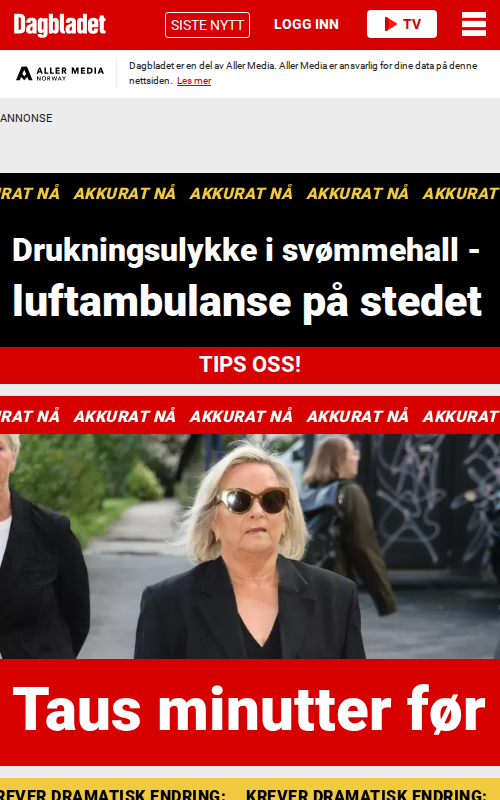 Dagbladet
SISTE NYTT
LOGG INN
TV
ALLER MEDIA
NORWAY
Dagbladet er en del av Aller Media. Aller Media er ansvarlig for dine data på denne
nettsiden. Les mer
ANNONSE
RAT NÅ AKKURAT NÅ AKKURAT NÅ AKKURAT NÅ AKKURAT
Drukningsulykke i svømmehall -
luftambulanse på stedet
TIPS OSS!
RAT NÅ AKKURAT NÅ AKKURAT NÅ AKKURAT NÅ AKKURAT
Taus minutter før
REVER DRAMATISK ENDRING: KREVER DRAMATISK ENDRING: